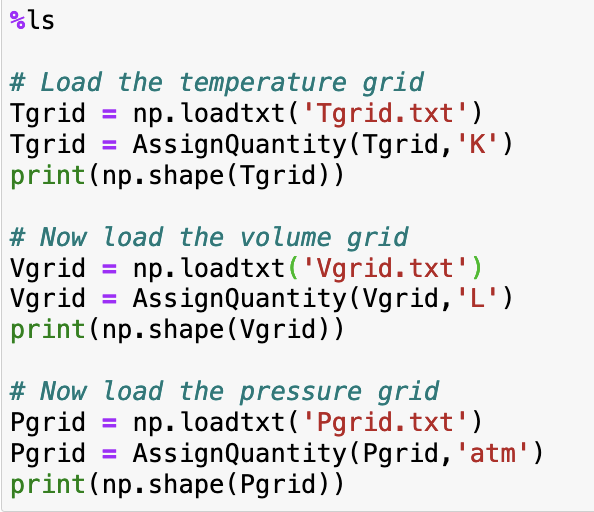 %ls
# Load the temperature grid
Tgrid = np.loadtxt('Tgrid.txt')
Tgrid = AssignQuantity(Tgrid,'K')
print(np.shape(Tgrid))
# Now load the volume grid
Vgrid = np.loadtxt('Vgrid.txt')
Vgrid = AssignQuantity(Vgrid,'L')
print(np.shape(Vgrid))
# Now load the pressure grid
Pgrid = np.loadtxt('Pgrid.txt')
Pgrid = AssignQuantity(Pgrid,'atm')
print(np.shape(Pgrid))